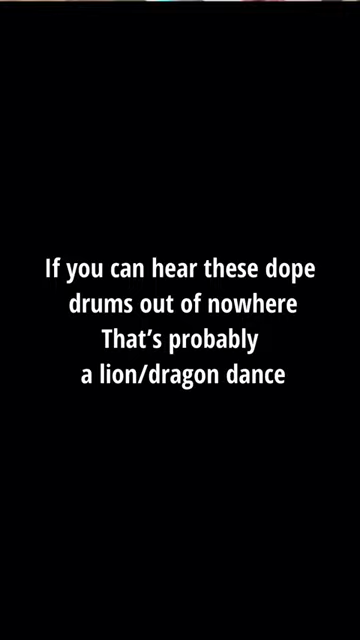 If you can hear these dope
drums out of nowhere
That's probably
a lion/dragon dance